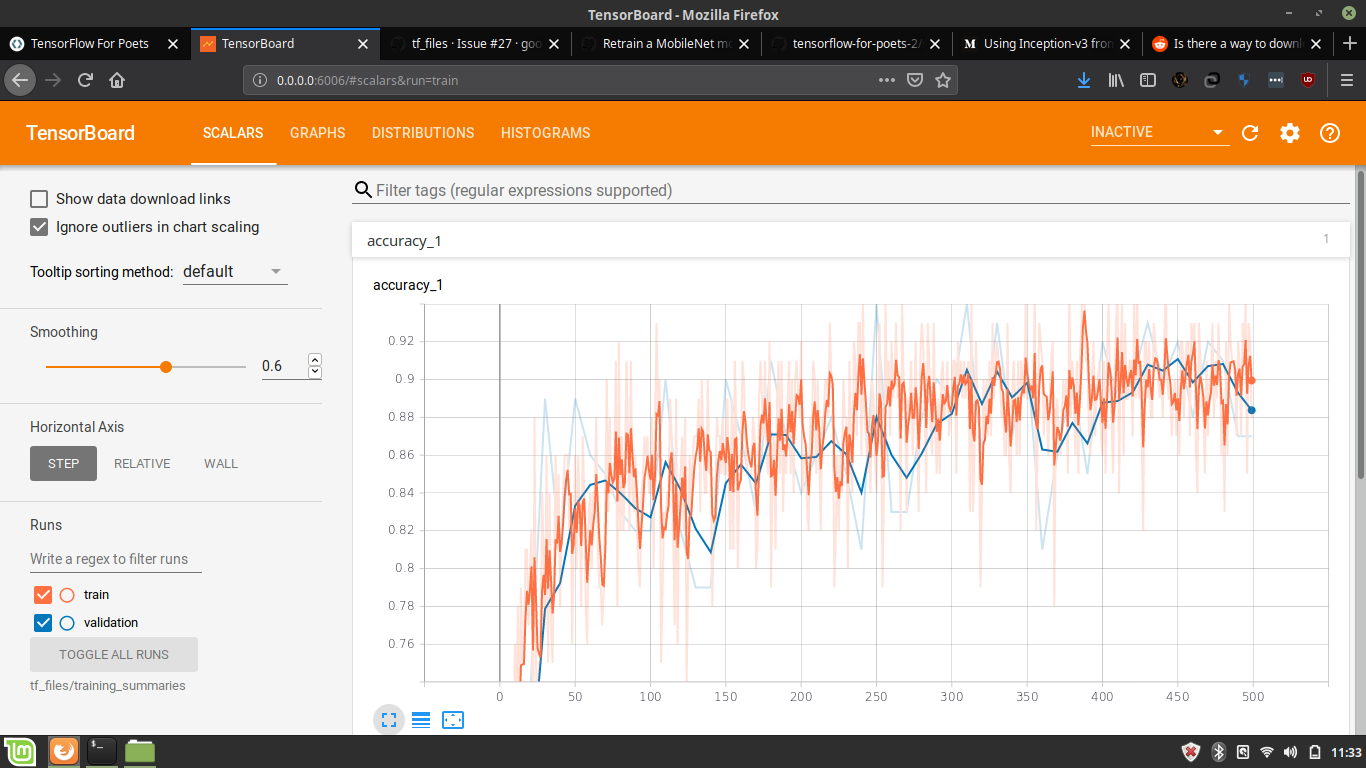 TensorBoard - Mozilla Firefox
TensorFlow For Poets
TensorBoard
tf_files · Issue #27 · goo
Retrain a MobileNet mo
tensorflow-for-poets-2/
Using Inception-v3 from
Is there a way to downl
0.0.0.0:6006/#scalars&run=train
TensorBoard
SCALARS
GRAPHS
DISTRIBUTIONS
HISTOGRAMS
INACTIVE
Show data download links
Ignore outliers in chart scaling
Tooltip sorting method: default
Smoothing
0.6
Horizontal Axis
STEP
RELATIVE
WALL
Runs
Write a regex to filter runs
train
validation
TOGGLE ALL RUNS
tf_files/training_summaries
Filter tags (regular expressions supported)
accuracy_1
1
accuracy_1
0.92
0.9
0.88
0.86
0.84
0.82
0.8
0.78
0.76
0 50 100 150 200 250 300 350 400 450 500
11:33